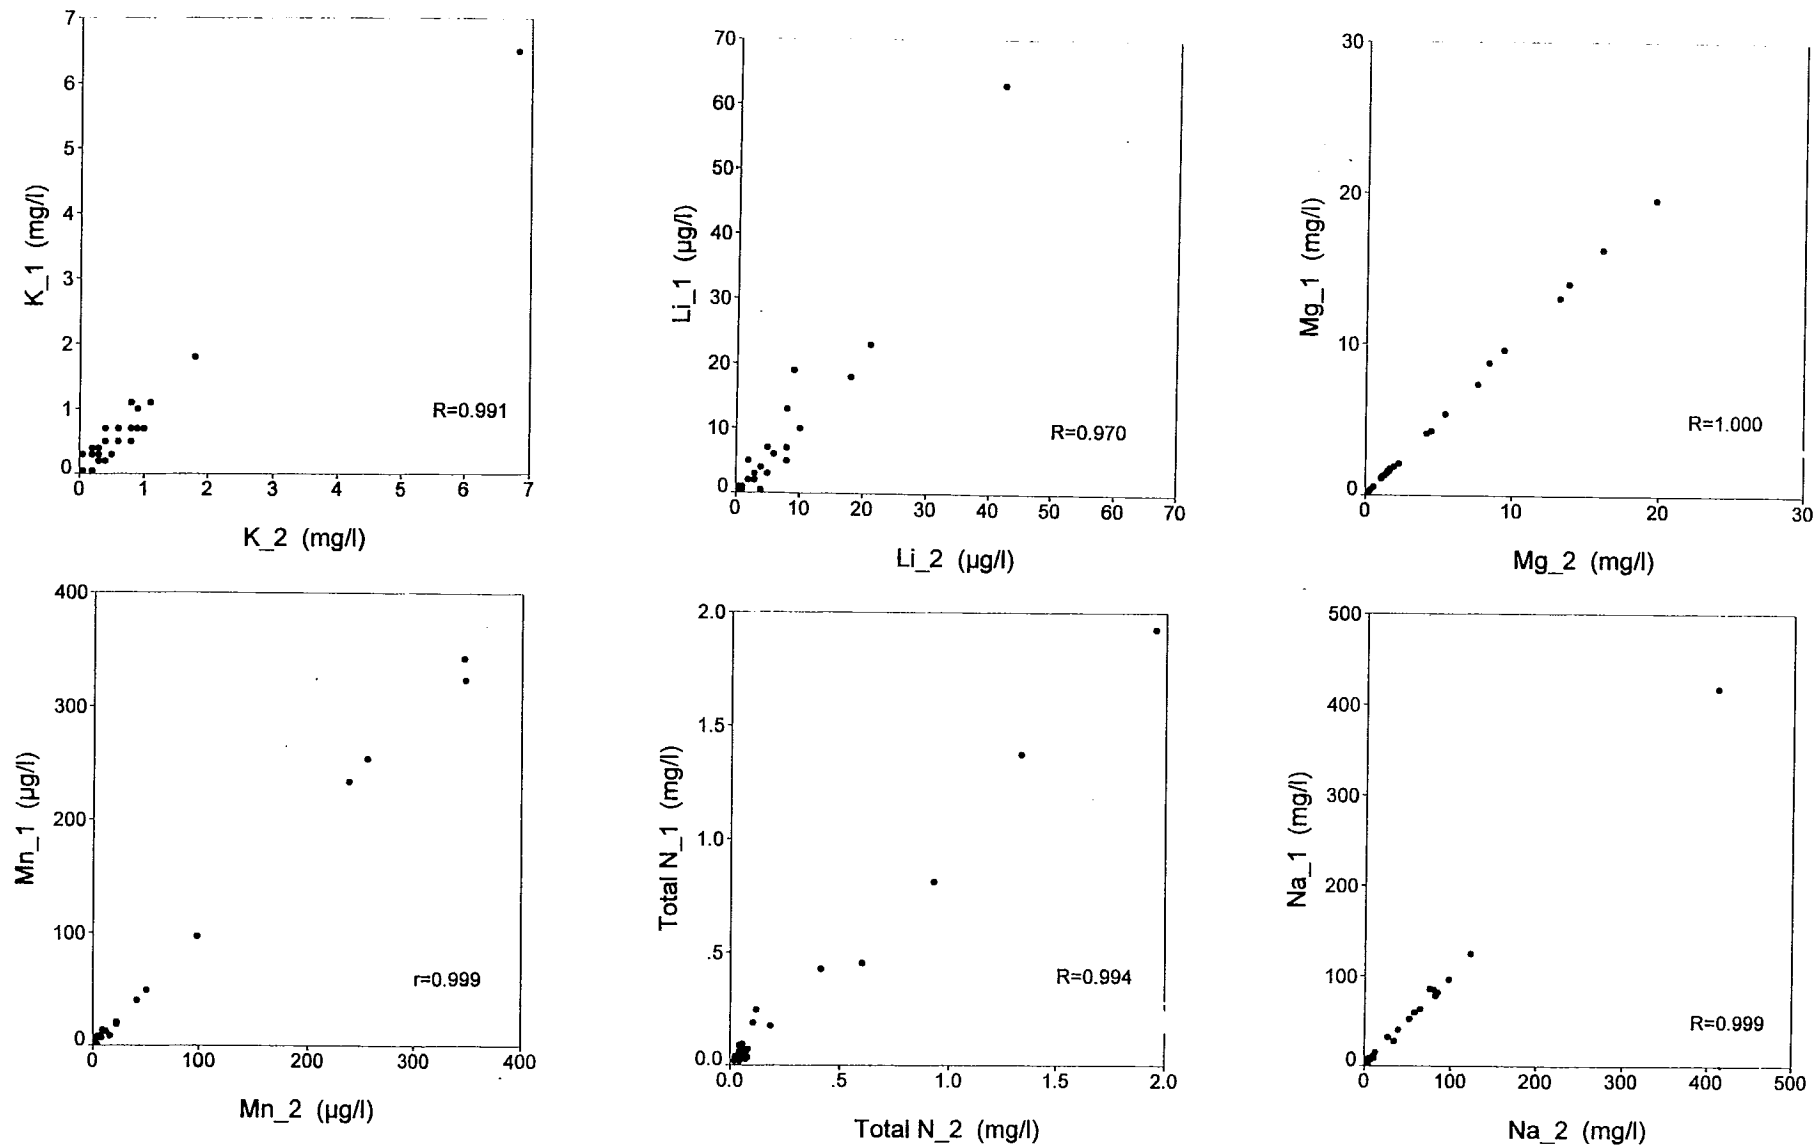 7
6
5
4
3
2
1
0
K_1 (mg/l)
R=0.991
0 1 2 3 4 5 6 7
K_2 (mg/l)
70
60
50
40
30
20
10
0
Li_1 (µg/l)
R=0.970
0 10 20 30 40 50 60 70
Li_2 (µg/l)
30
20
10
0
Mg_1 (mg/l)
R=1.000
0 10 20 30
Mg_2 (mg/l)
400
300
200
100
0
Mn_1 (µg/l)
r=0.999
0 100 200 300 400
Mn_2 (µg/l)
2.0
1.5
1.0
.5
0.0
Total N_1 (mg/l)
R=0.994
0.0 .5 1.0 1.5 2.0
Total N_2 (mg/l)
500
400
300
200
100
0
Na_1 (mg/l)
R=0.999
0 100 200 300 400 500
Na_2 (mg/l)